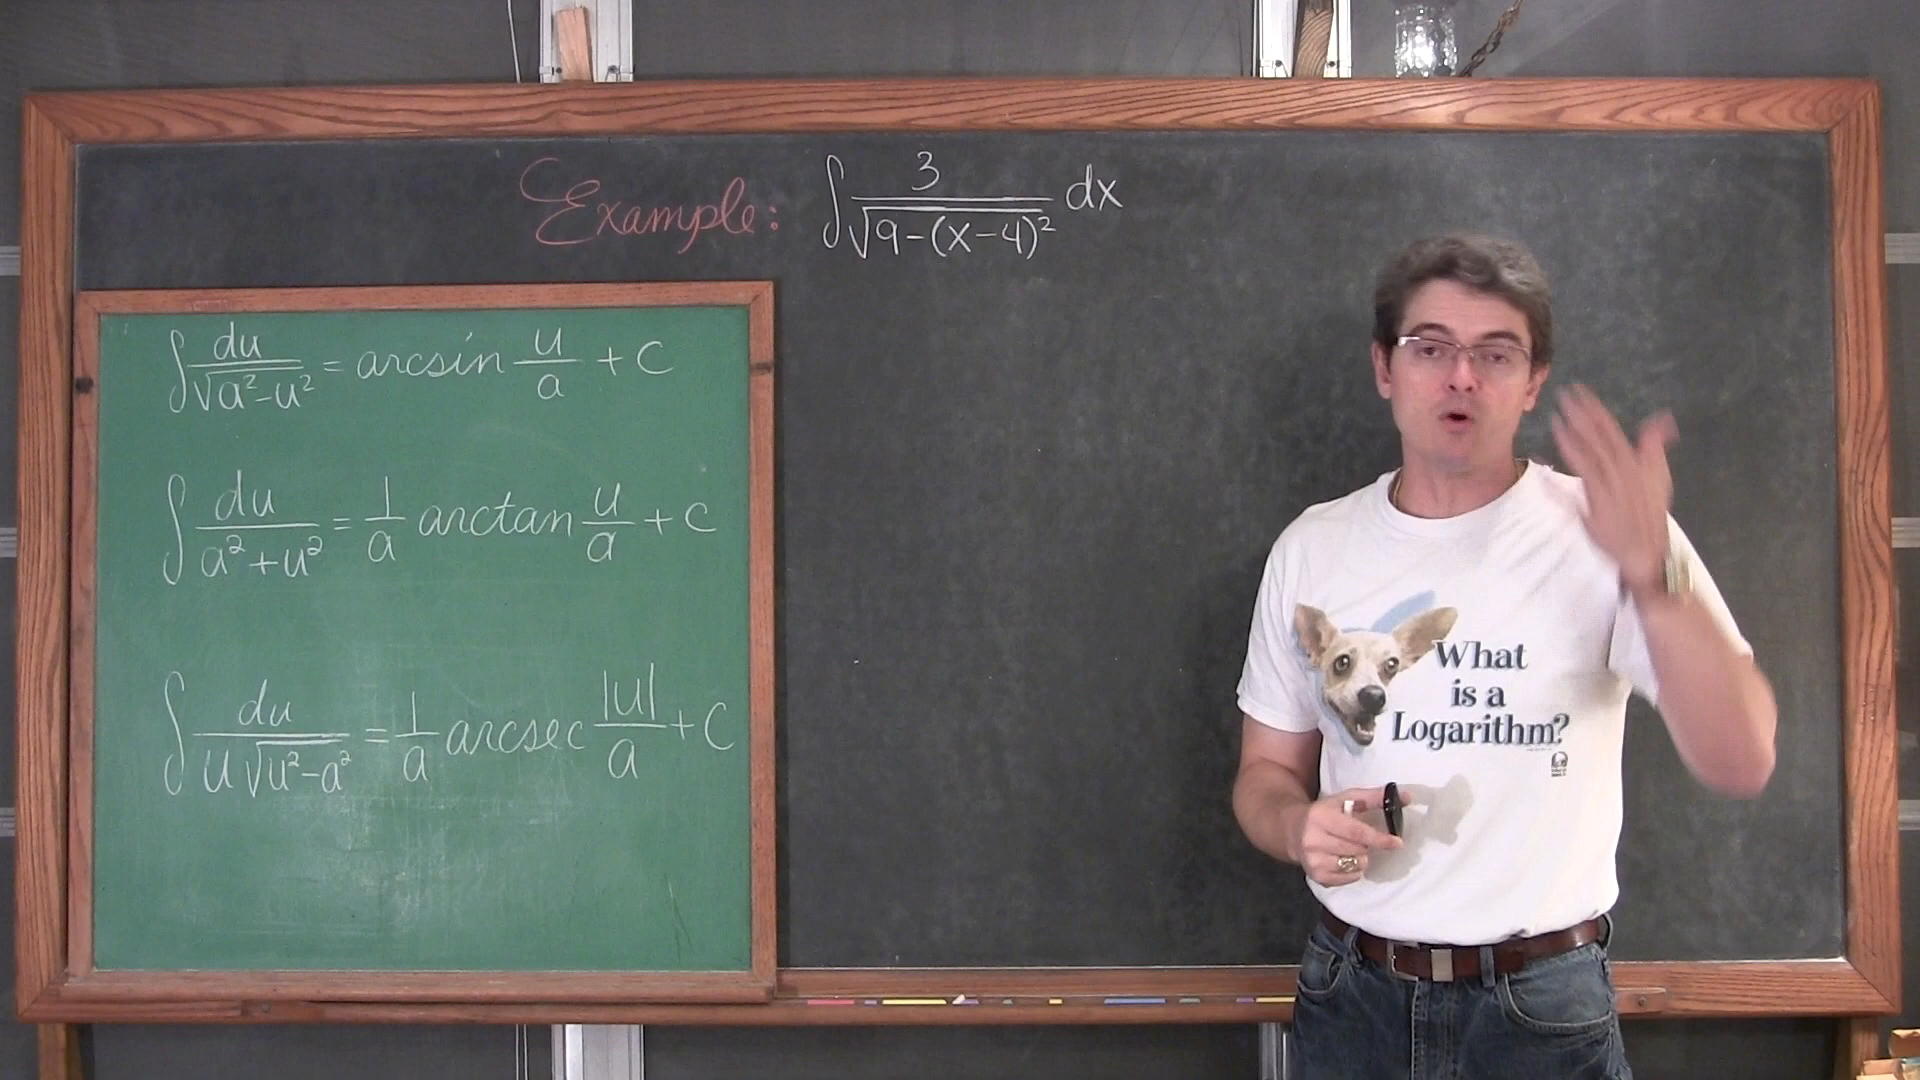 Example: ∫ 3/√(9-(x-4)²) dx
∫ du/√(a²-u²) = arcsin u/a + C
∫ du/(a²+u²) = 1/a arctan u/a + C
∫ du/(u√(u²-a²)) = 1/a arcsec |u|/a + C
What
is a
Logarithm?